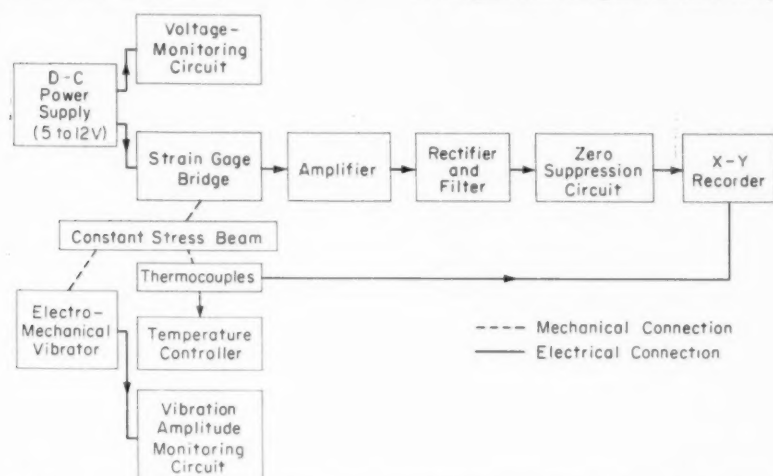 Voltage-
Monitoring
Circuit
D-C
Power
Supply
(5 to 12V)
Strain Gage
Bridge
Amplifier
Rectifier
and
Filter
Zero
Suppression
Circuit
X-Y
Recorder
Constant Stress Beam
Thermocouples
Electro-
Mechanical
Vibrator
Temperature
Controller
Vibration
Amplitude
Monitoring
Circuit
Mechanical Connection
Electrical Connection